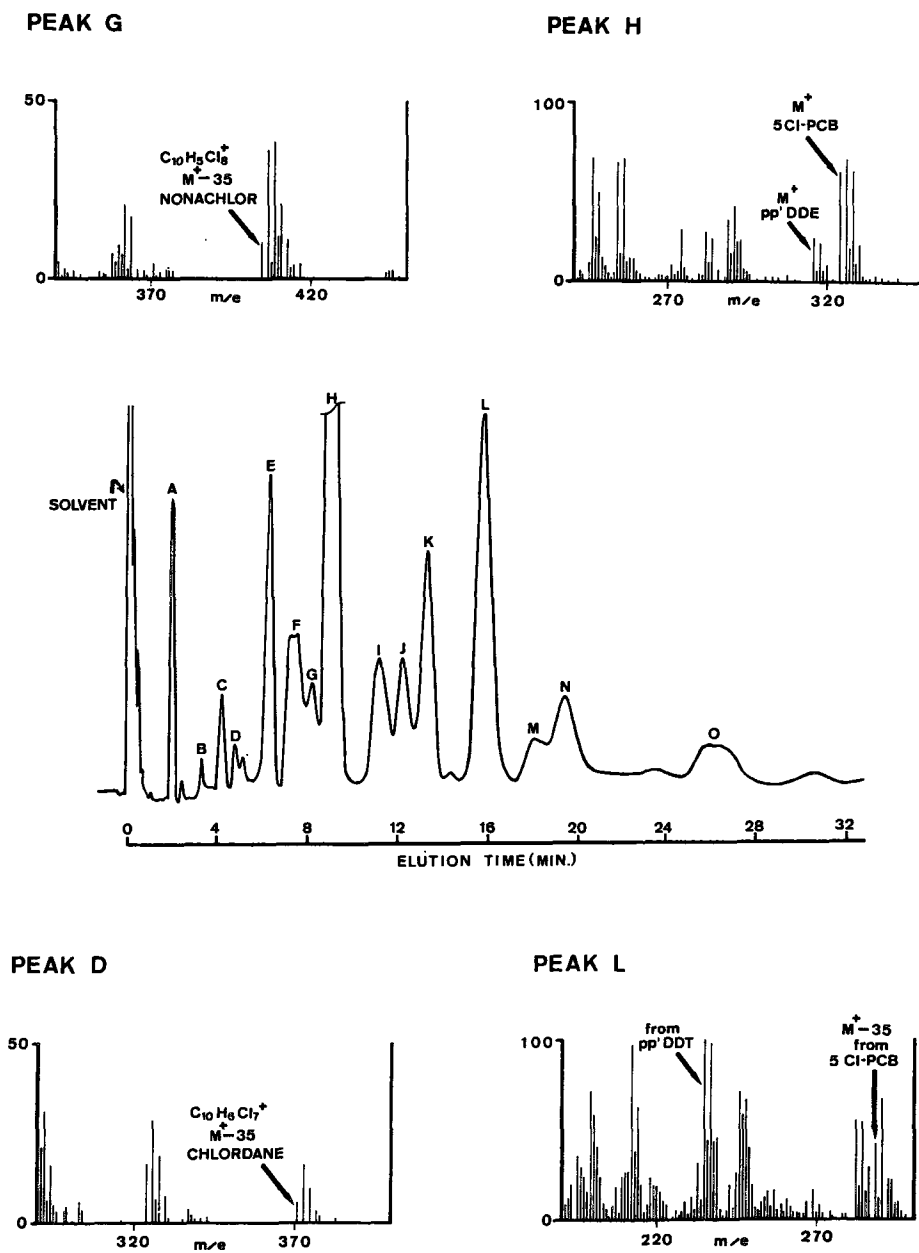 PEAK G
PEAK H
50
0
C₁₀H₅Cl₈⁺
M⁺-35
NONACHLOR
370
m/e
420
100
0
M⁺
5Cl-PCB
M⁺
pp'DDE
270
m/e
320
SOLVENT
A
B
C
D
E
F
G
H
I
J
K
L
M
N
O
0 4 8 12 16 20 24 28 32
ELUTION TIME (MIN.)
PEAK D
PEAK L
50
0
C₁₀H₆Cl₇⁺
M⁺-35
CHLORDANE
320
m/e
370
100
0
from
pp'DDT
M⁺-35
from
5 Cl-PCB
220
m/e
270